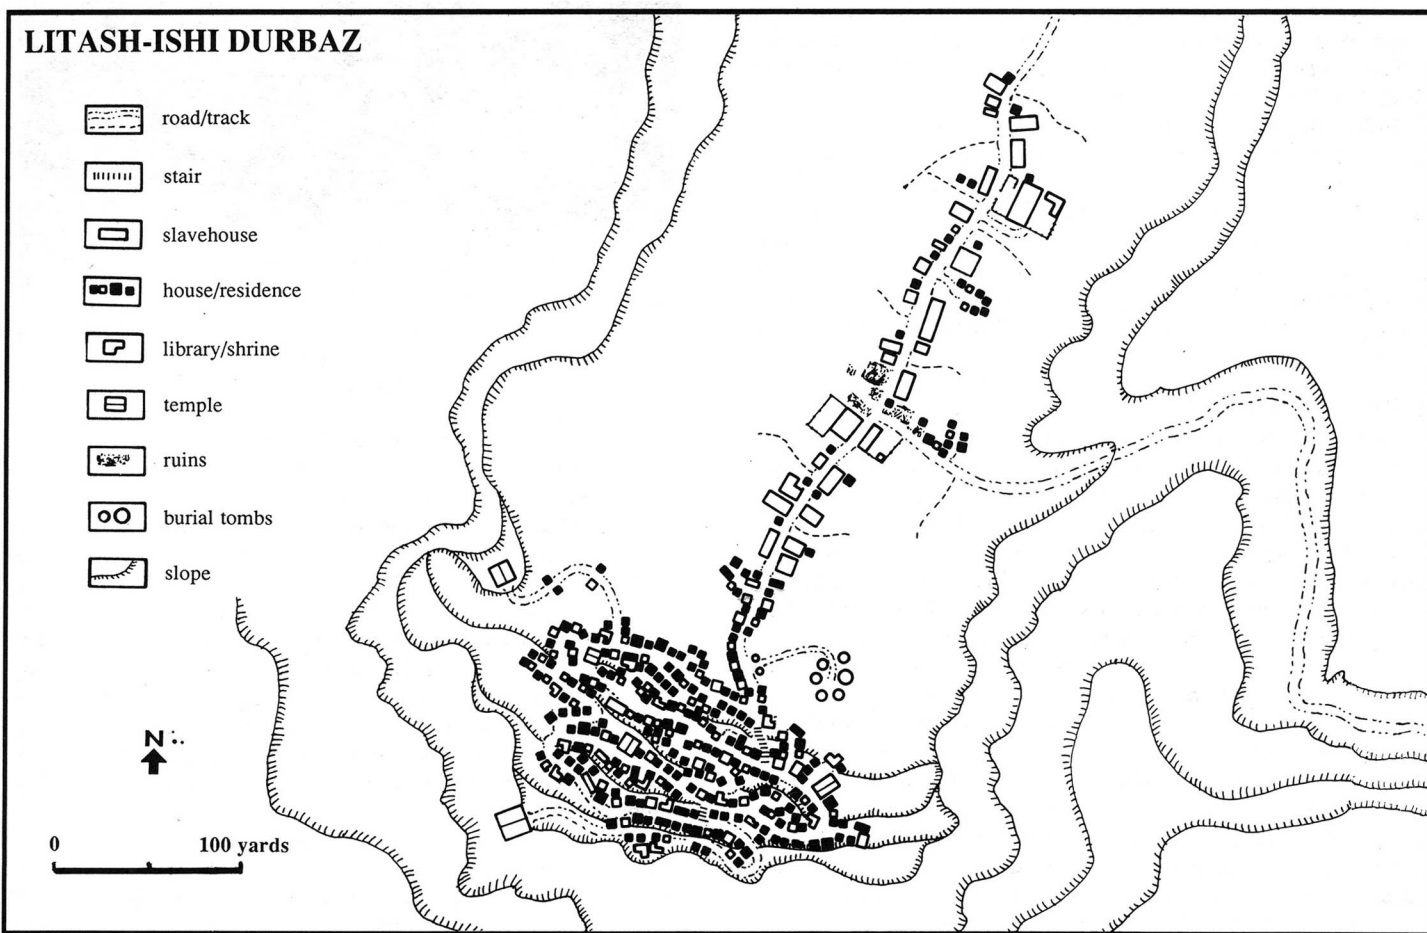 LITASH-ISHI DURBAZ
road/track
stair
slavehouse
house/residence
library/shrine
temple
ruins
burial tombs
slope
N
0 100 yards